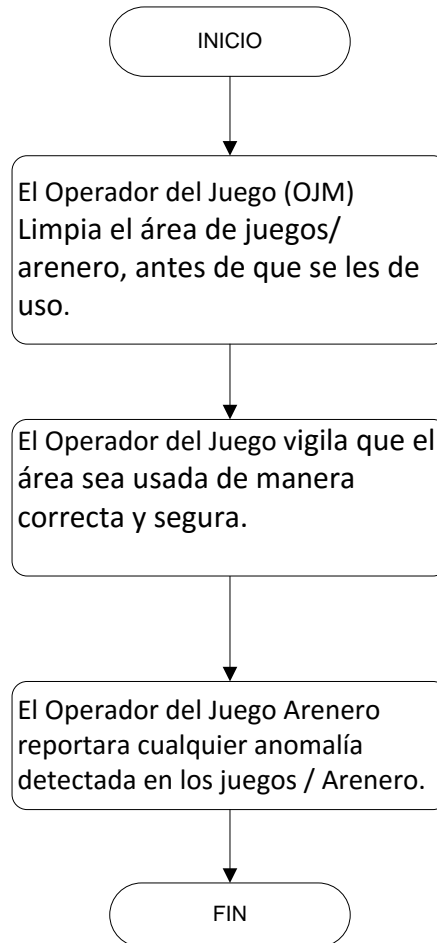 INICIO
El Operador del Juego (OJM)
Limpia el área de juegos/
arenero, antes de que se les de
uso.
El Operador del Juego vigila que el
área sea usada de manera
correcta y segura.
El Operador del Juego Arenero
reportara cualquier anomalía
detectada en los juegos / Arenero.
FIN